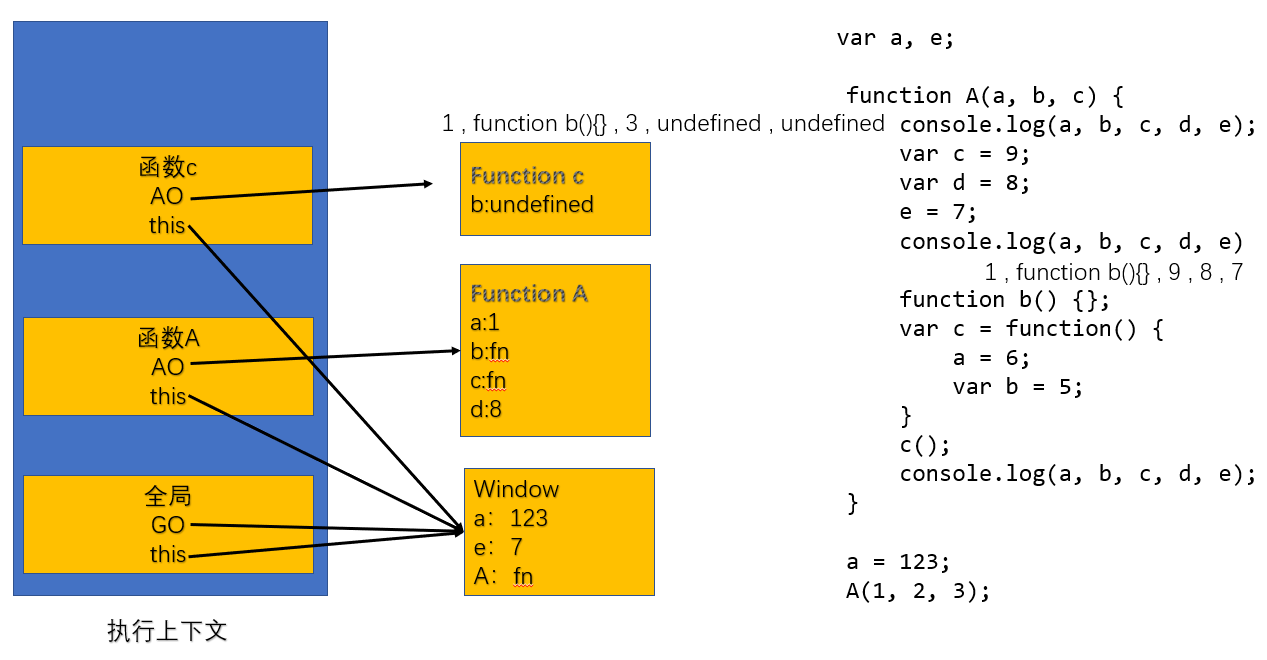 函数c
AO
this
函数A
AO
this
全局
GO
this
执行上下文
Function c
b:undefined
Function A
a:1
b:fn
c:fn
d:8
Window
a：123
e：7
A：fn
var a, e;
function A(a, b, c) {
1 , function b(){} , 3 , undefined , undefined
console.log(a, b, c, d, e);
var c = 9;
var d = 8;
e = 7;
console.log(a, b, c, d, e)
1 , function b(){} , 9 , 8 , 7
function b() {};
var c = function() {
a = 6;
var b = 5;
}
c();
console.log(a, b, c, d, e);
}
a = 123;
A(1, 2, 3);